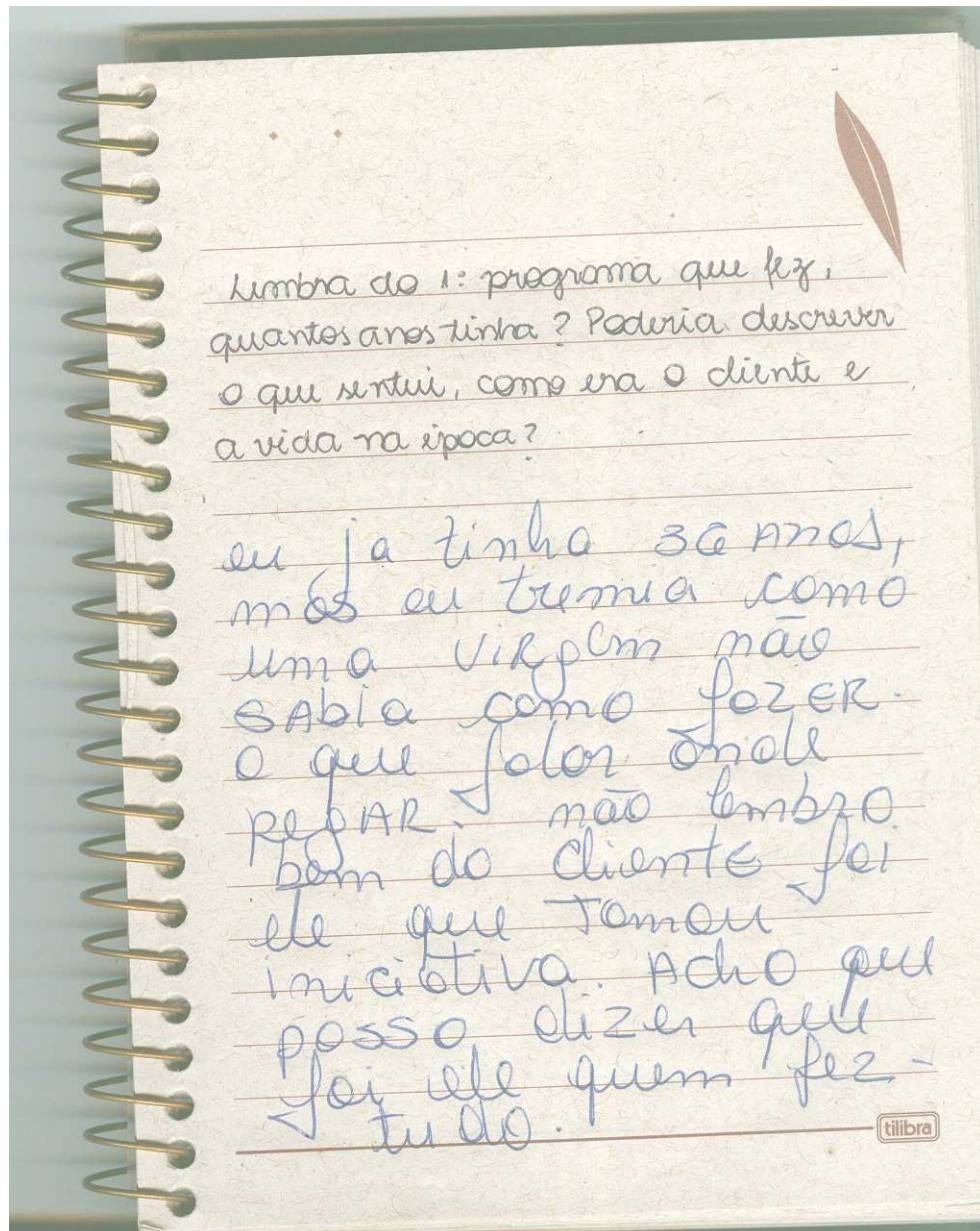 Lembra do 1º programa que fez,
quantos anos tinha? Poderia descrever
o que sentiu, como era o cliente e
a vida na época?
eu ja tinha 36 ANOS,
mas eu tremia como
uma VIRgem não
SAbia como fazER.
o que falar onde
pegAR. não lembro
bem do clientE foi
ele que Tomou
iniciativa. AchO que
posso dizer que
foi ele quem fez-
tudo.
tilibra